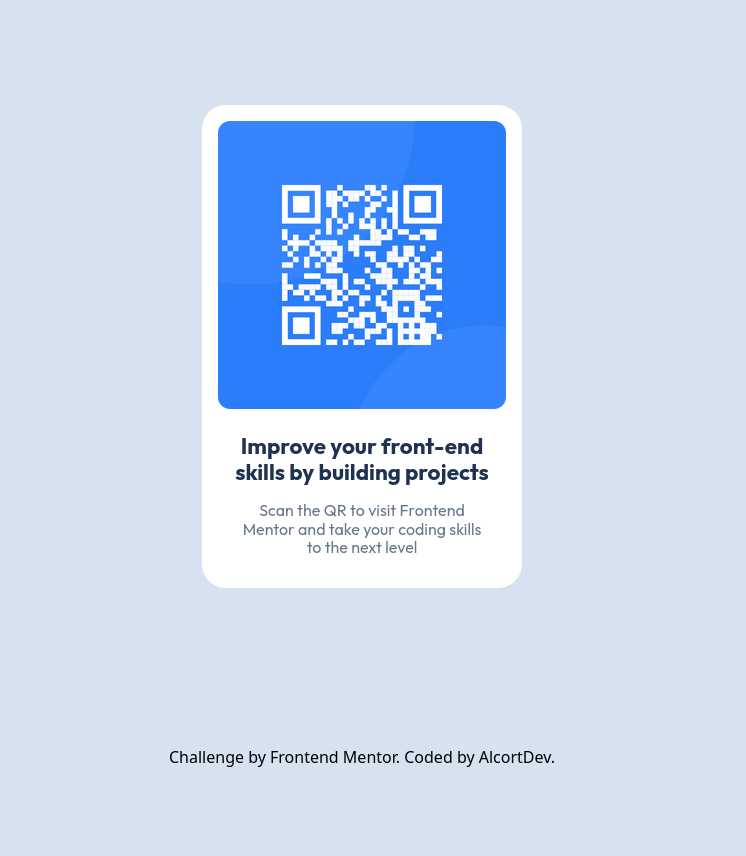 Improve your front-end
skills by building projects
Scan the QR to visit Frontend
Mentor and take your coding skills
to the next level
Challenge by Frontend Mentor. Coded by AlcortDev.